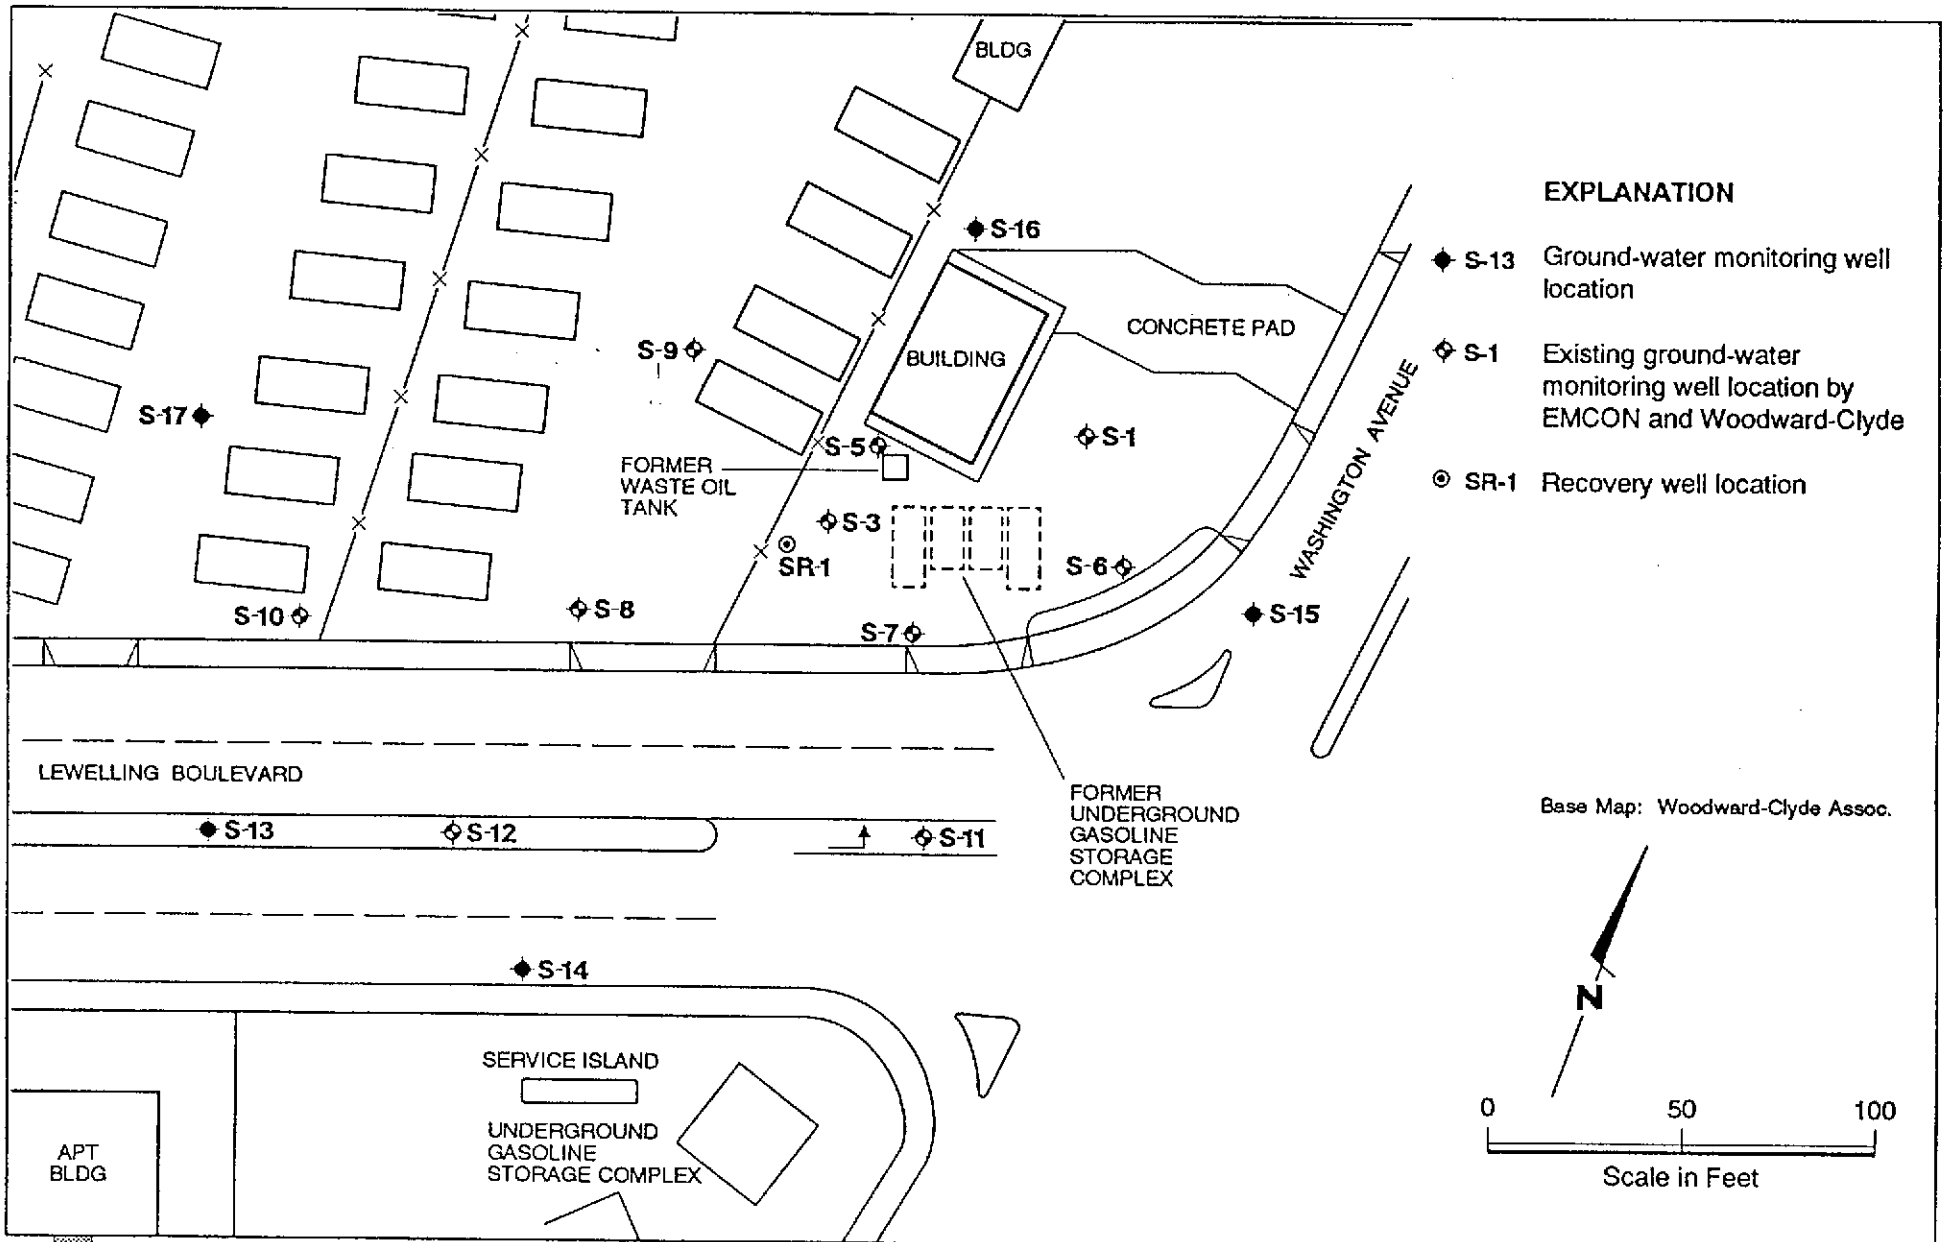 BLDG
EXPLANATION
S-16
S-13 Ground-water monitoring well
location
CONCRETE PAD
S-9
BUILDING
S-1 Existing ground-water
monitoring well location by
EMCON and Woodward-Clyde
WASHINGTON AVENUE
S-17
S-5
S-1
FORMER
WASTE OIL
TANK
SR-1 Recovery well location
S-3
SR-1
S-6
S-10
S-8
S-7
S-15
LEWELLING BOULEVARD
FORMER
UNDERGROUND
GASOLINE
STORAGE
COMPLEX
Base Map: Woodward-Clyde Assoc.
S-13
S-12
S-11
S-14
N
SERVICE ISLAND
UNDERGROUND
GASOLINE
STORAGE COMPLEX
APT
BLDG
0 50 100
Scale in Feet